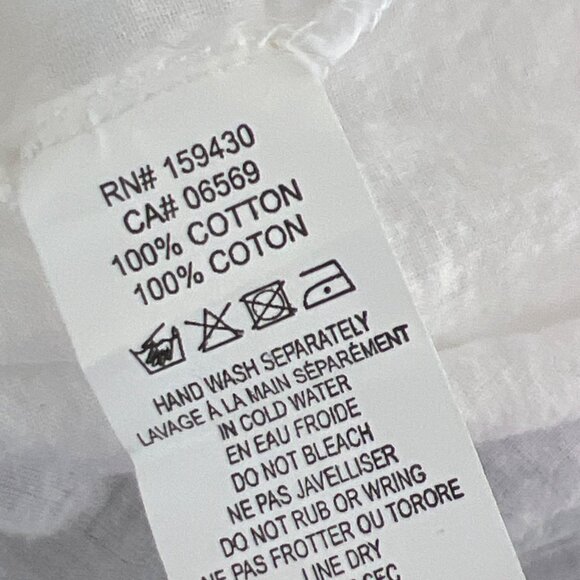 RN# 159430
CA# 06569
100% COTTON
100% COTON
HAND WASH SEPARATELY
LAVAGE À LA MAIN SÉPARÉMENT
IN COLD WATER
EN EAU FROIDE
DO NOT BLEACH
NE PAS JAVELLISER
DO NOT RUB OR WRING
NE PAS FROTTER OU TORORE
LINE DRY